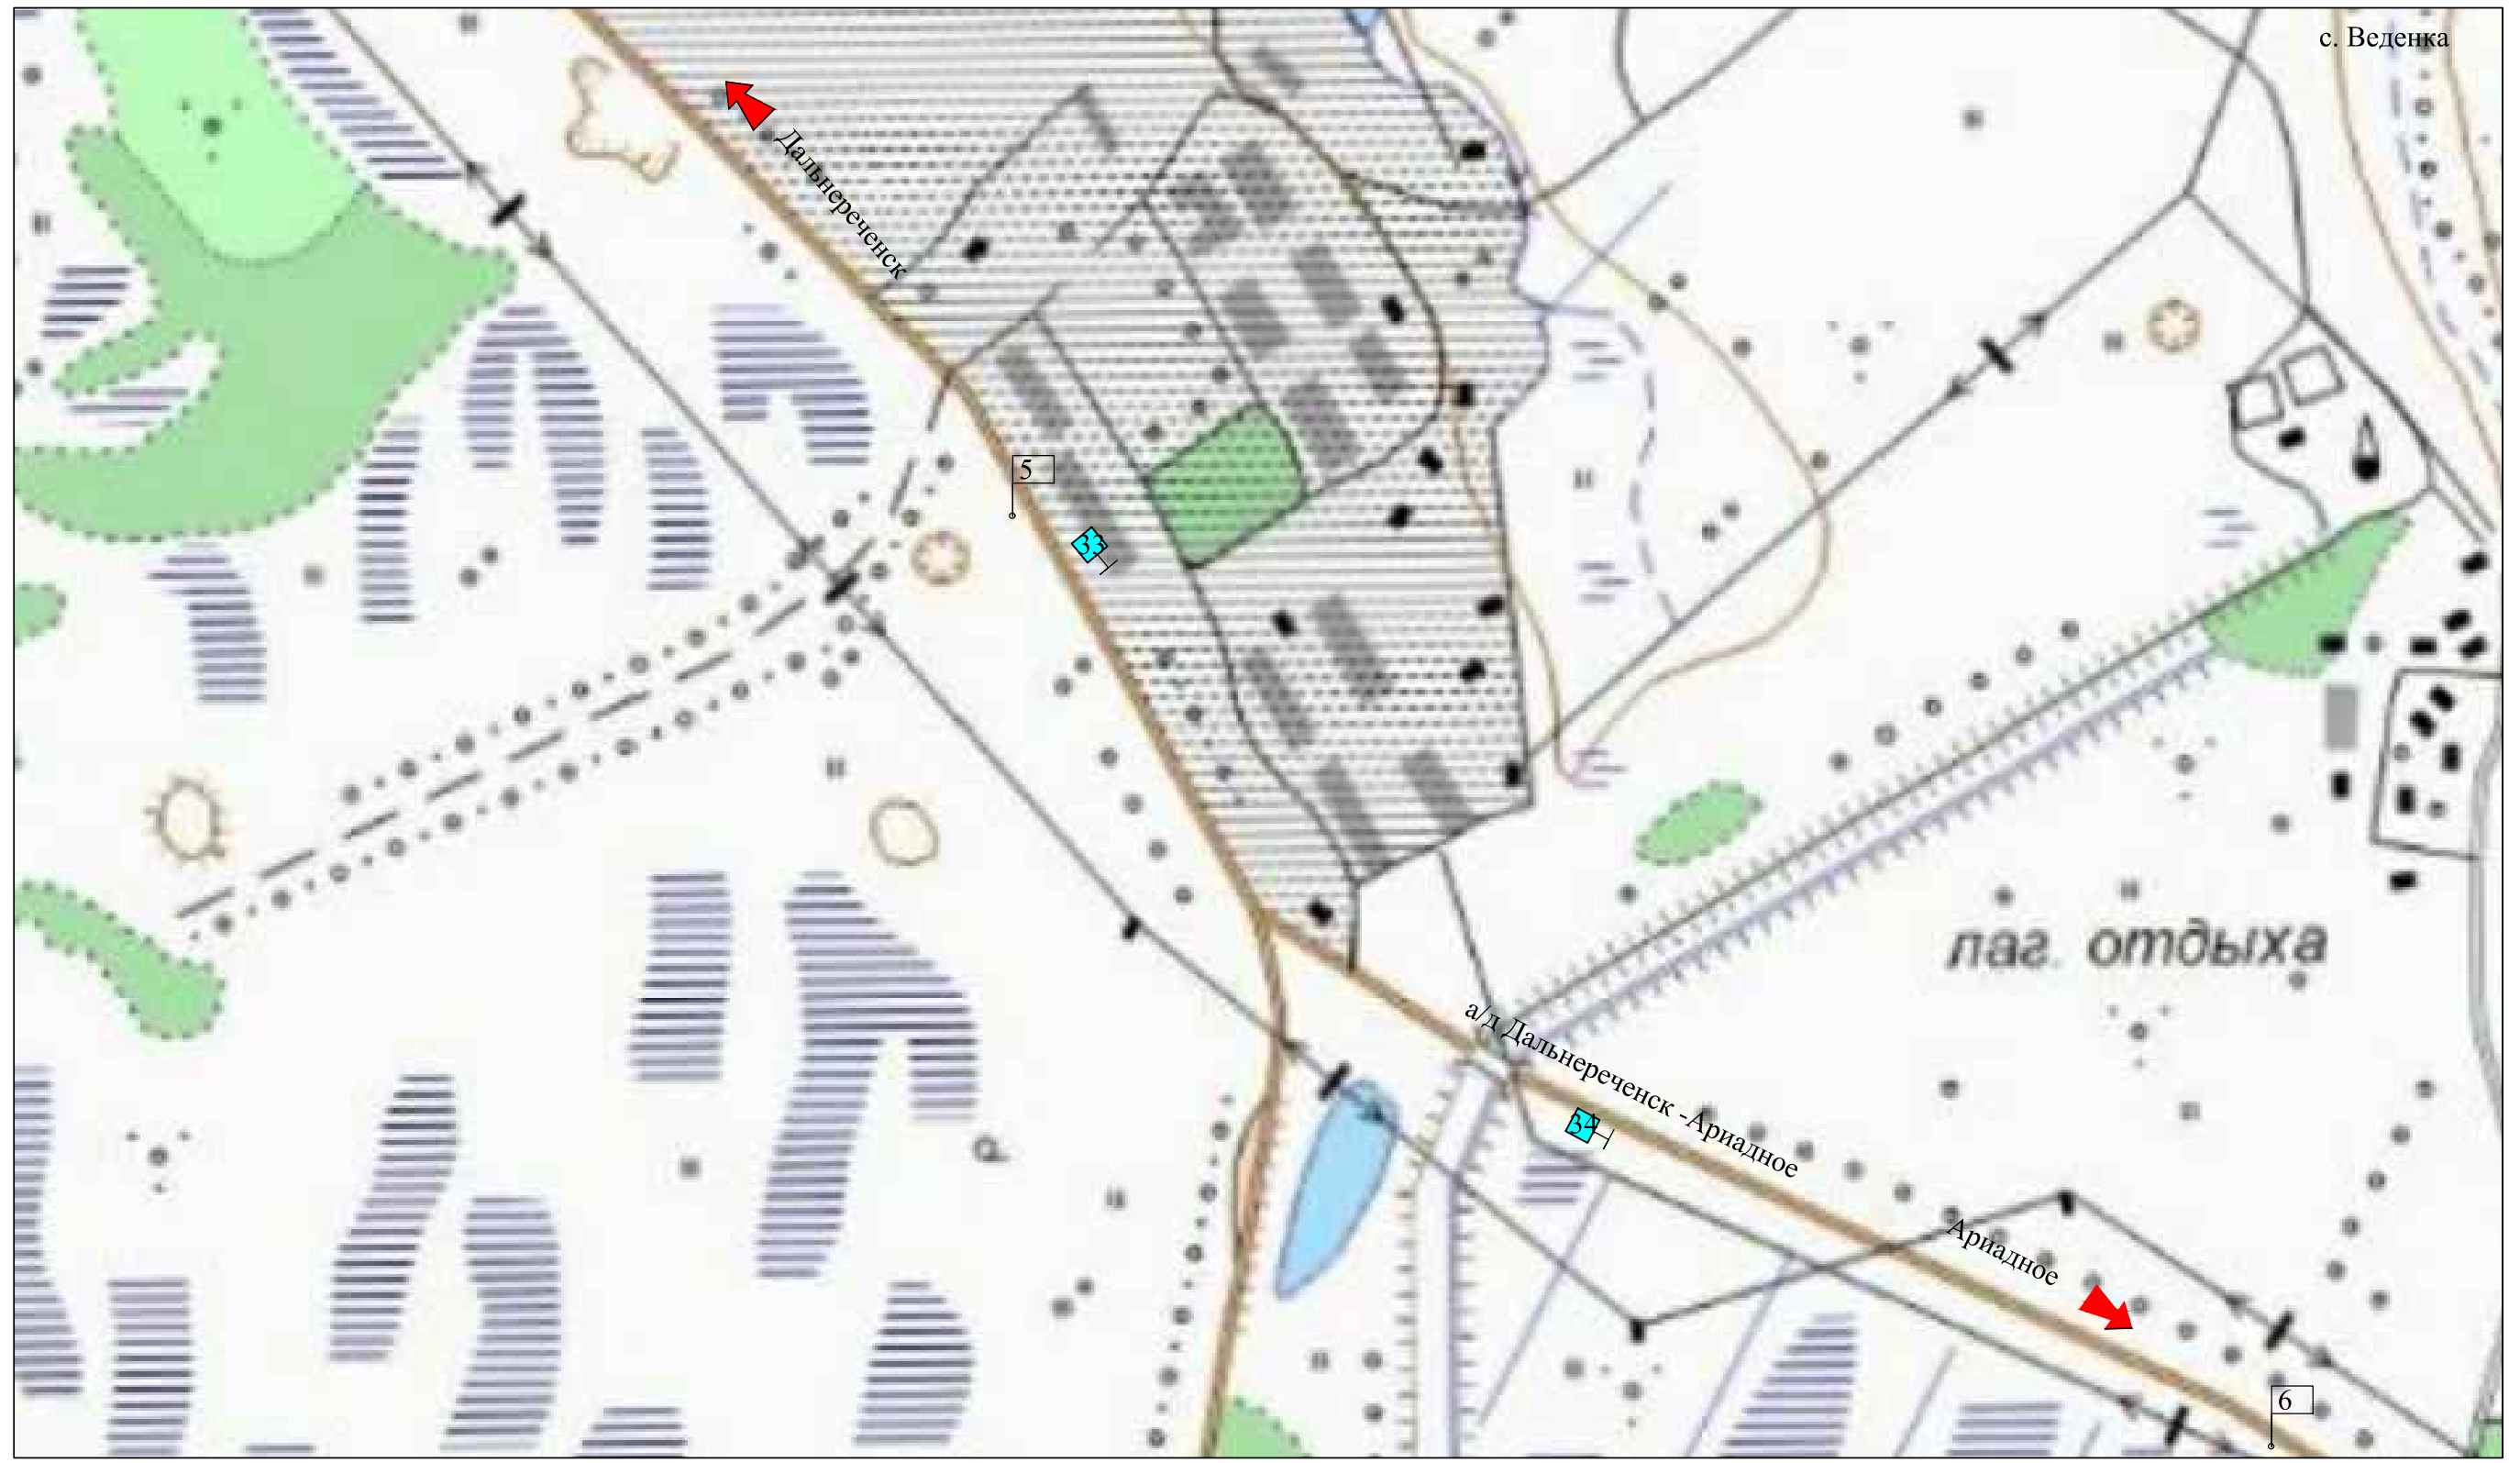 с. Веденка
Дальнереченск
5
33
лаг. отдыха
а/д Дальнереченск -Ариадное
34
Ариадное
6